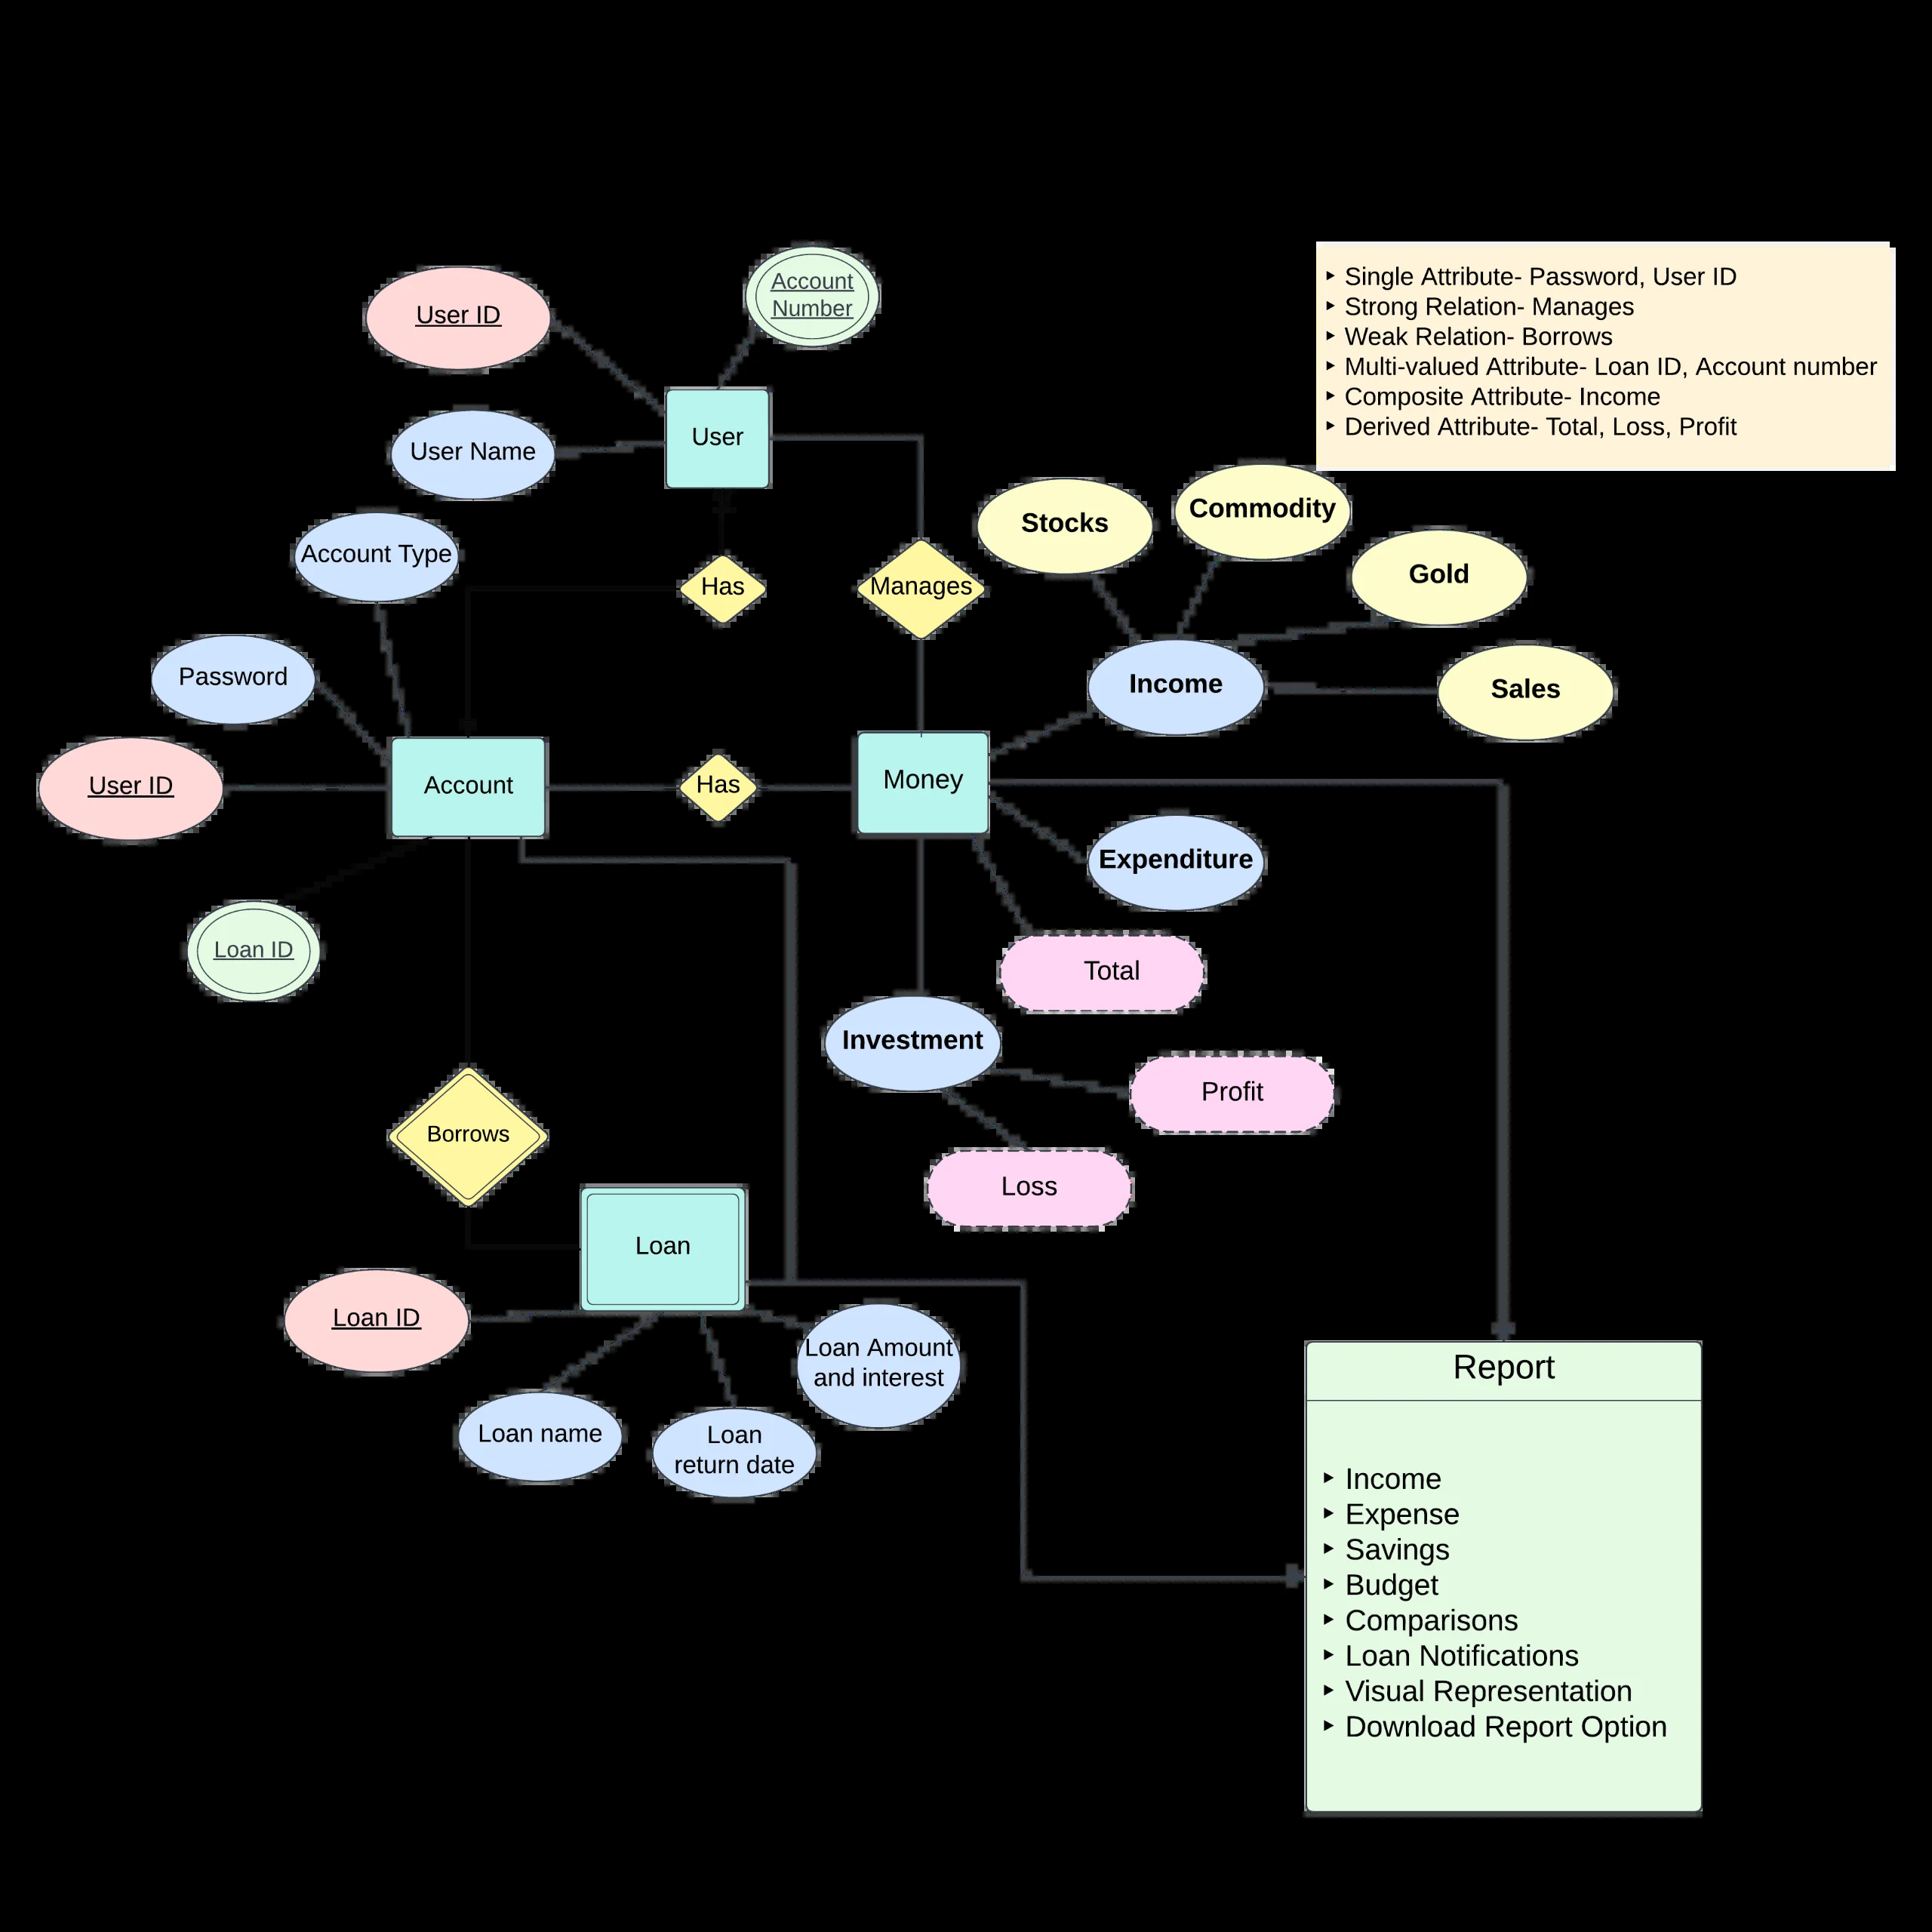 Account
Number
User ID
User
User Name
‣ Single Attribute- Password, User ID
‣ Strong Relation- Manages
‣ Weak Relation- Borrows
‣ Multi-valued Attribute- Loan ID, Account number
‣ Composite Attribute- Income
‣ Derived Attribute- Total, Loss, Profit
Stocks
Commodity
Gold
Account Type
Has
Manages
Password
Income
Sales
User ID
Account
Has
Money
Expenditure
Loan ID
Total
Investment
Profit
Borrows
Loss
Loan
Loan ID
Loan Amount
and interest
Loan name
Loan
return date
Report
‣ Income
‣ Expense
‣ Savings
‣ Budget
‣ Comparisons
‣ Loan Notifications
‣ Visual Representation
‣ Download Report Option